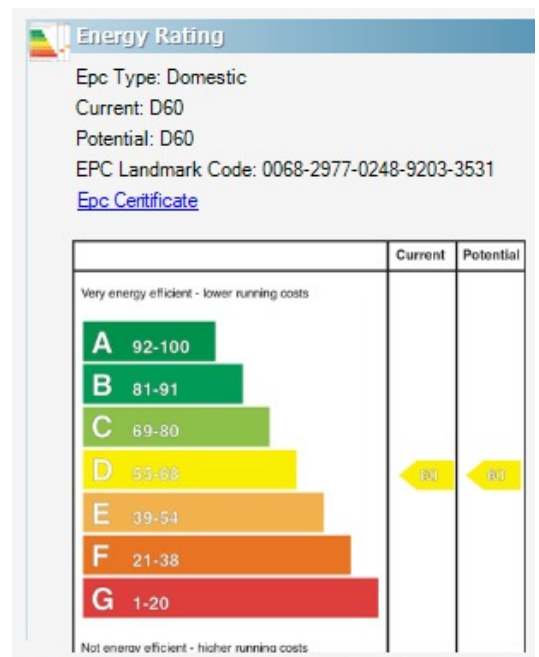 Energy Rating
Epc Type: Domestic
Current: D60
Potential: D60
EPC Landmark Code: 0068-2977-0248-9203-3531
Epc Ceritificate
Current Potential
Very energy efficient - lower running costs
A 92-100
B 81-91
C 69-80
D 55-68
60 60
E 39-54
F 21-38
G 1-20
Not energy efficient - higher running costs